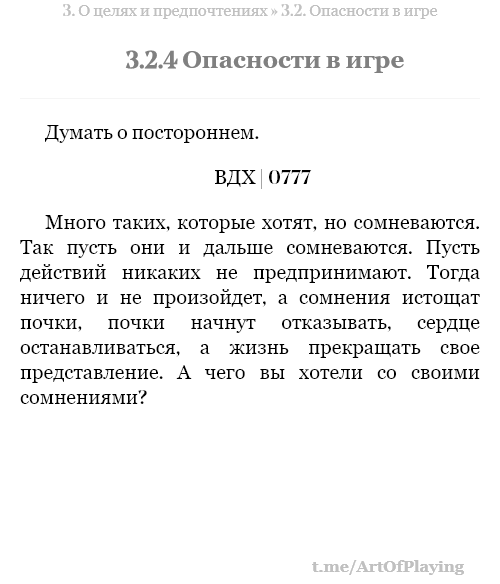 3. О целях и предпочтениях » 3.2. Опасности в игре
3.2.4 Опасности в игре
Думать о постороннем.
ВДХ | 0777
Много таких, которые хотят, но сомневаются.
Так пусть они и дальше сомневаются. Пусть
действий никаких не предпринимают. Тогда
ничего и не произойдет, а сомнения истощат
почки, почки начнут отказывать, сердце
останавливаться, а жизнь прекращать свое
представление. А чего вы хотели со своими
сомнениями?
t.me/ArtOfPlaying